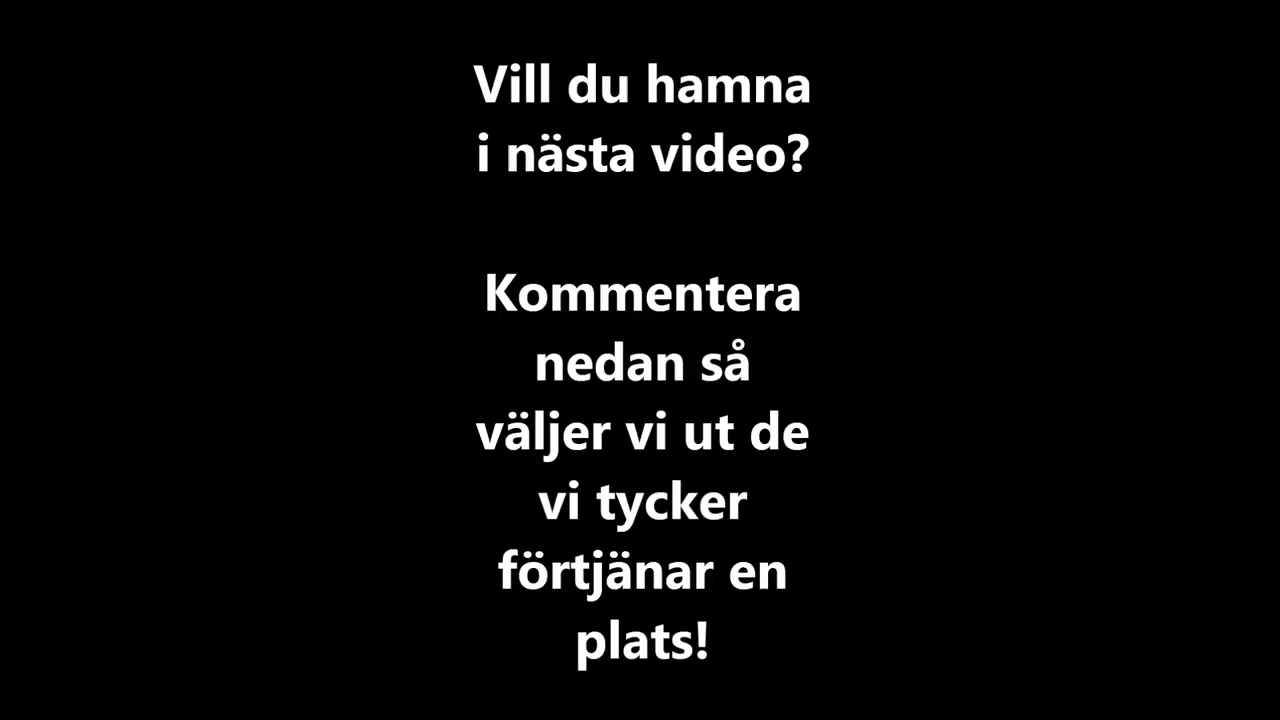 Vill du hamna
i nästa video?
Kommentera
nedan så
väljer vi ut de
vi tycker
förtjänar en
plats!